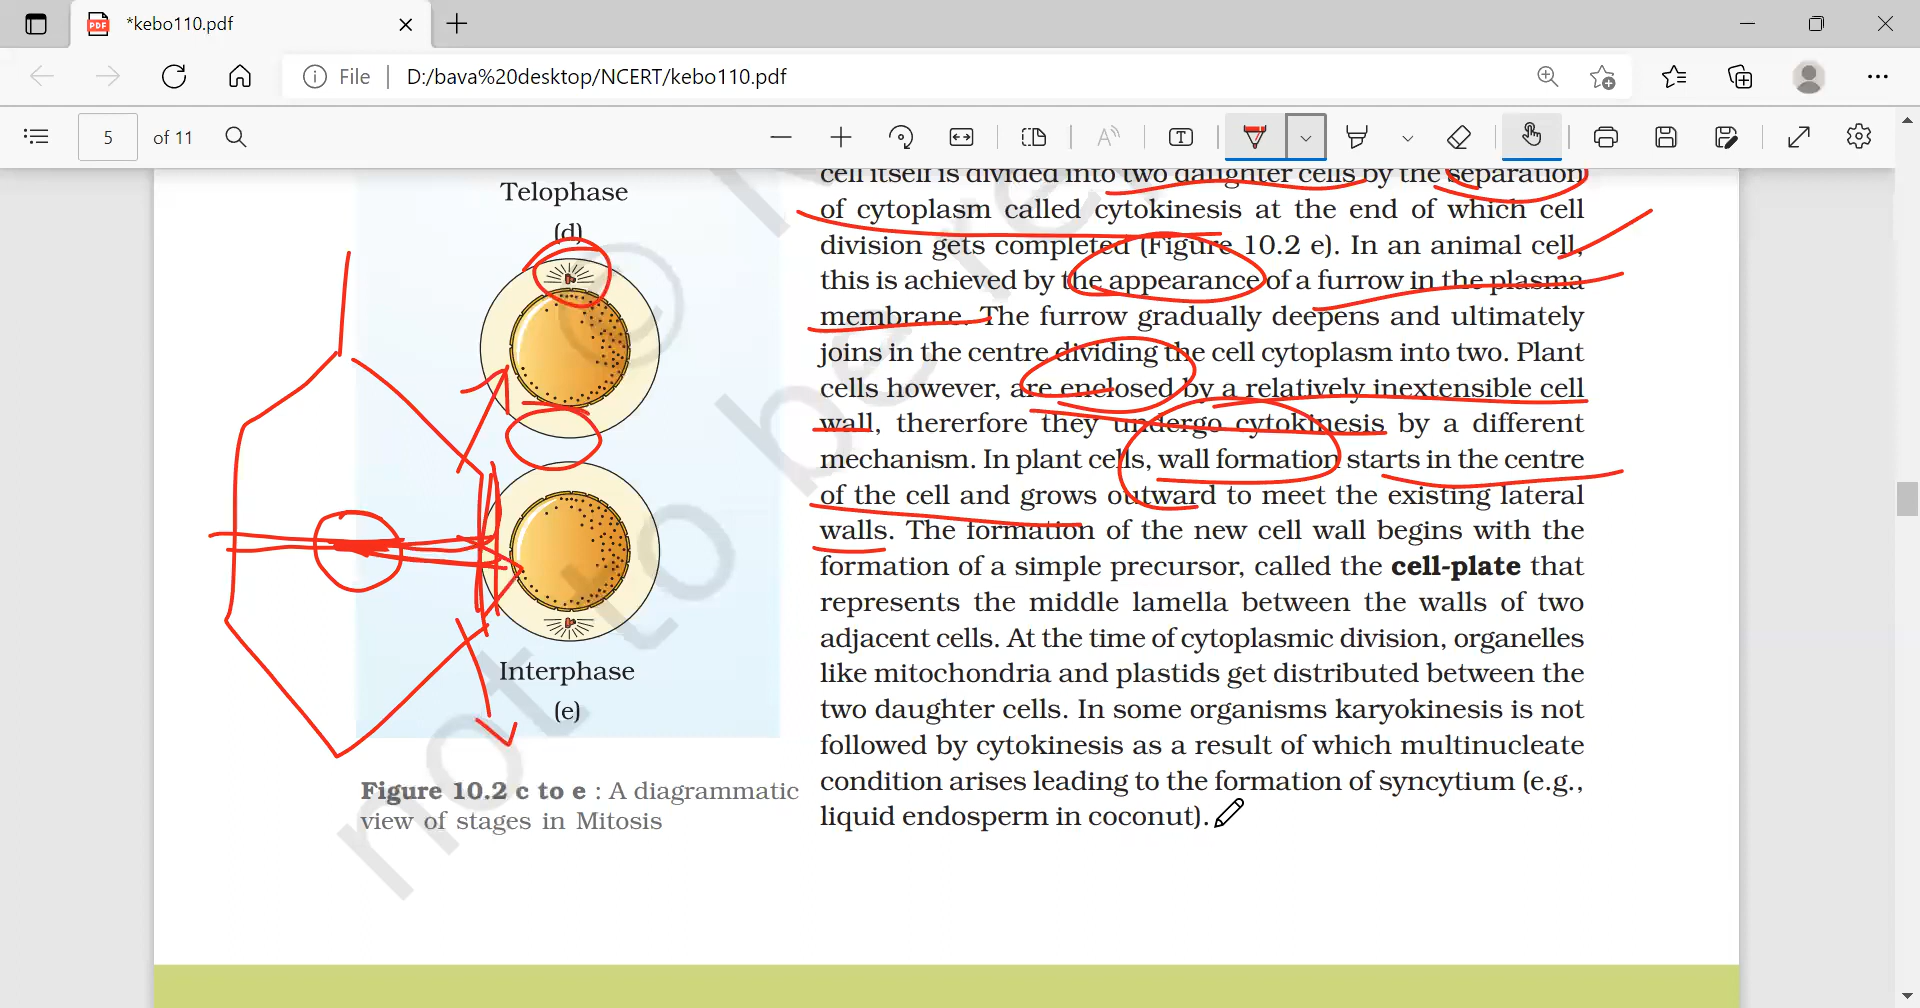 *kebo110.pdf
File
D:/bava%20desktop/NCERT/kebo110.pdf
5 of 11
Telophase
(d)
Interphase
(e)
Figure 10.2 c to e : A diagrammatic
view of stages in Mitosis
cell itself is divided into two daughter cells by the separation
of cytoplasm called cytokinesis at the end of which cell
division gets completed (Figure 10.2 e). In an animal cell,
this is achieved by the appearance of a furrow in the plasma
membrane. The furrow gradually deepens and ultimately
joins in the centre dividing the cell cytoplasm into two. Plant
cells however, are enclosed by a relatively inextensible cell
wall, thererfore they undergo cytokinesis by a different
mechanism. In plant cells, wall formation starts in the centre
of the cell and grows outward to meet the existing lateral
walls. The formation of the new cell wall begins with the
formation of a simple precursor, called the cell-plate that
represents the middle lamella between the walls of two
adjacent cells. At the time of cytoplasmic division, organelles
like mitochondria and plastids get distributed between the
two daughter cells. In some organisms karyokinesis is not
followed by cytokinesis as a result of which multinucleate
condition arises leading to the formation of syncytium (e.g.,
liquid endosperm in coconut).
not to be re